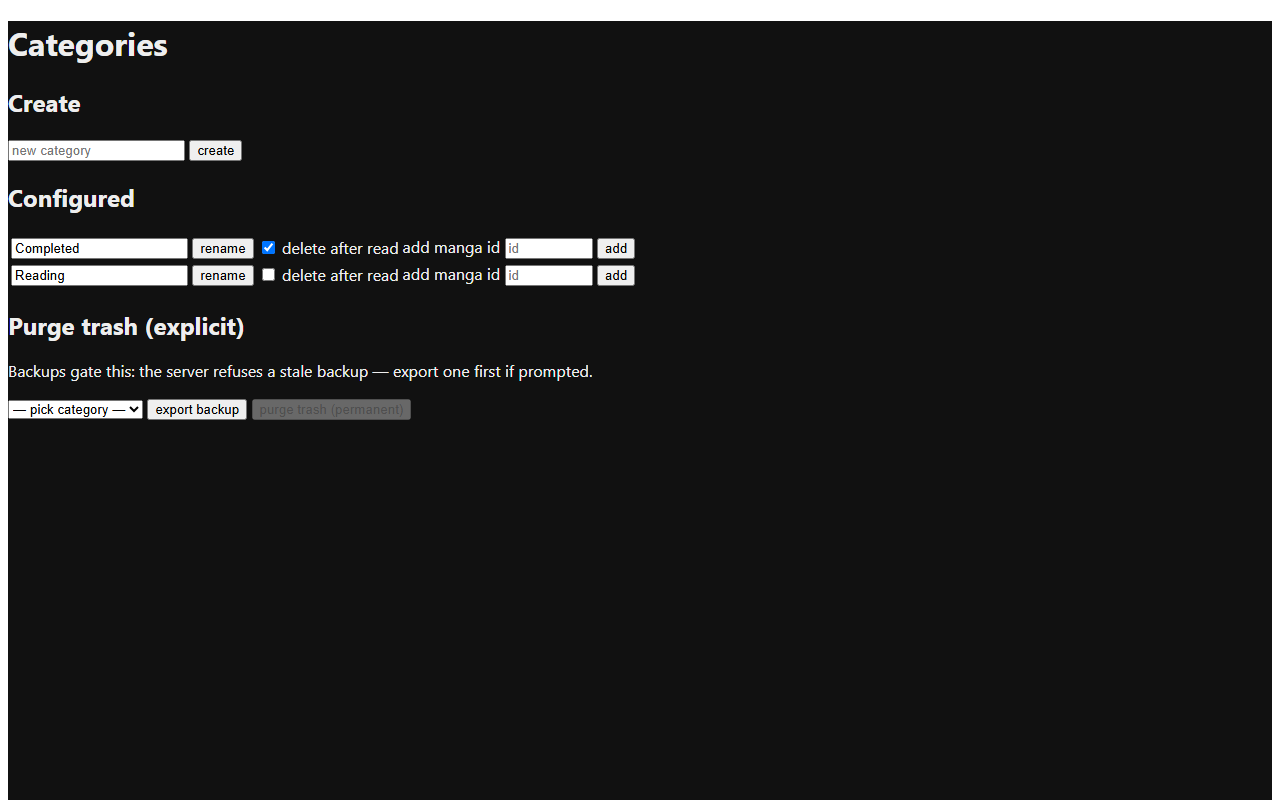 Categories
Create
new category create
Configured
Completed rename delete after read add manga id id add
Reading rename delete after read add manga id id add
Purge trash (explicit)
Backups gate this: the server refuses a stale backup — export one first if prompted.
— pick category — export backup purge trash (permanent)